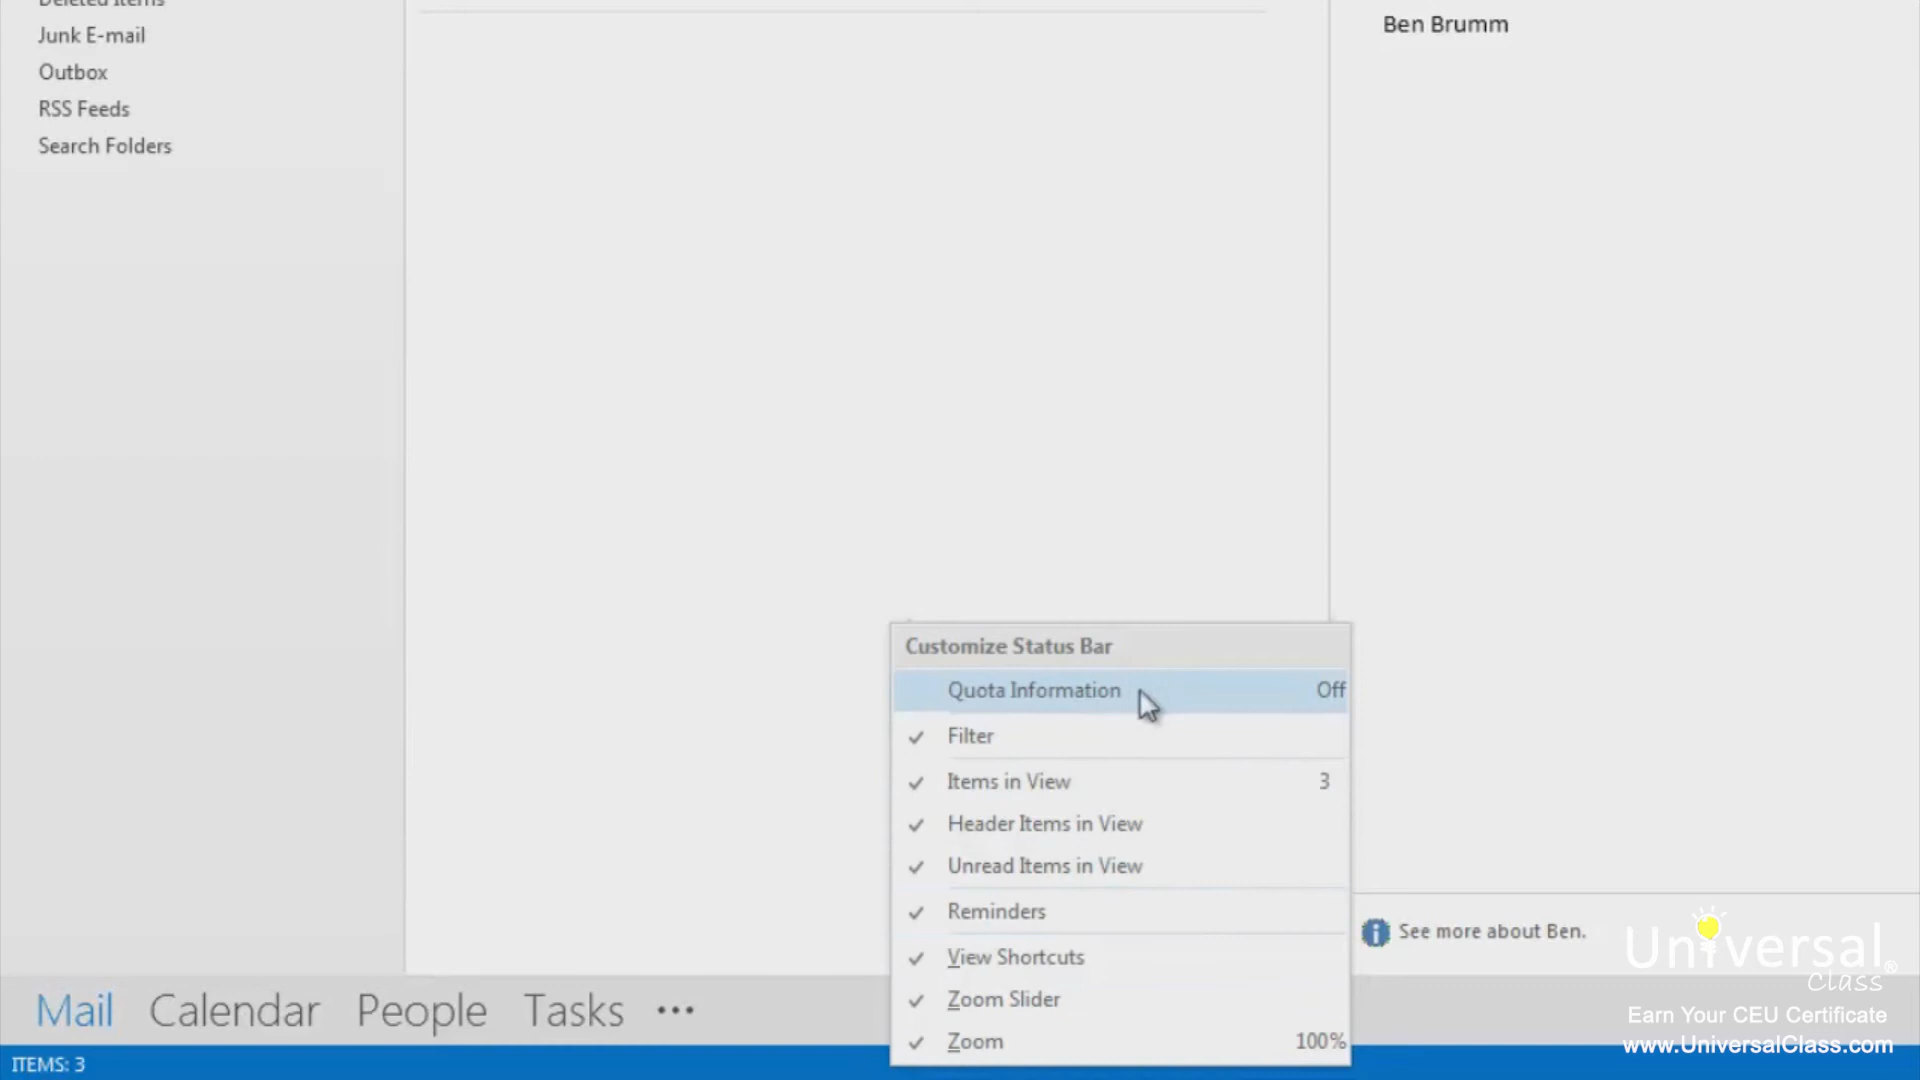 Deleted Items
Junk E-mail
Outbox
RSS Feeds
Search Folders
Ben Brumm
Customize Status Bar
Quota Information Off
Filter
Items in View 3
Header Items in View
Unread Items in View
Reminders
View Shortcuts
Zoom Slider
Zoom 100%
See more about Ben.
Mail Calendar People Tasks •••
ITEMS: 3
Universal
Class®
Earn Your CEU Certificate
www.UniversalClass.com